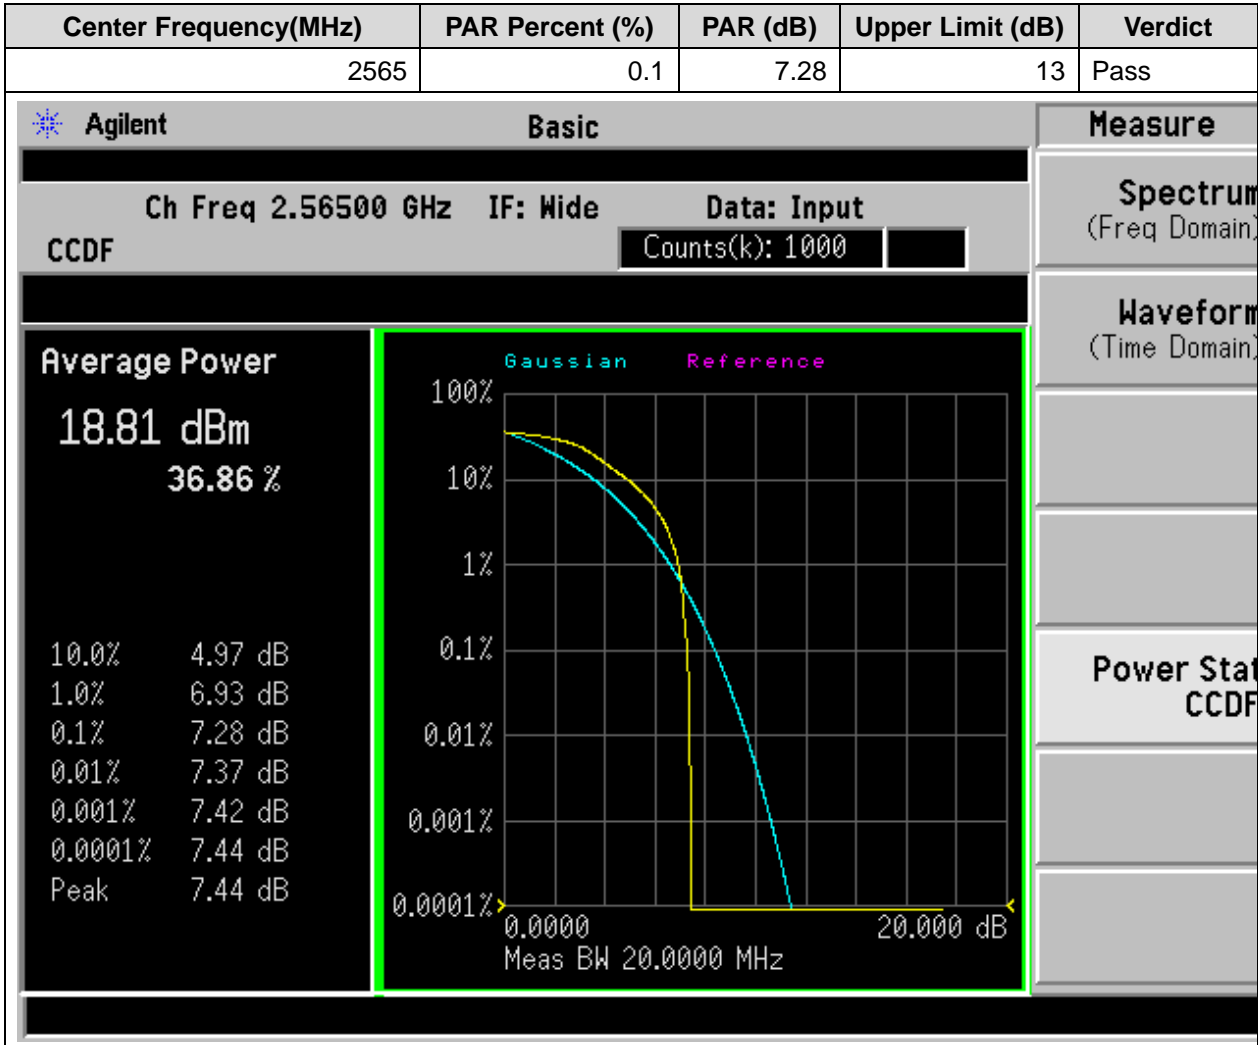 Center Frequency(MHz) PAR Percent (%) PAR (dB) Upper Limit (dB) Verdict
2565 0.1 7.28 13 Pass
Agilent Basic Measure
Ch Freq 2.56500 GHz IF: Wide Data: Input
CCDF Counts(k): 1000
Spectrum
(Freq Domain)
Waveform
(Time Domain)
Power Stat
CCDF
Average Power
18.81 dBm
36.86 %
10.0% 4.97 dB
1.0% 6.93 dB
0.1% 7.28 dB
0.01% 7.37 dB
0.001% 7.42 dB
0.0001% 7.44 dB
Peak 7.44 dB
Gaussian Reference
100%
10%
1%
0.1%
0.01%
0.001%
0.0001%
0.0000 20.000 dB
Meas BW 20.0000 MHz